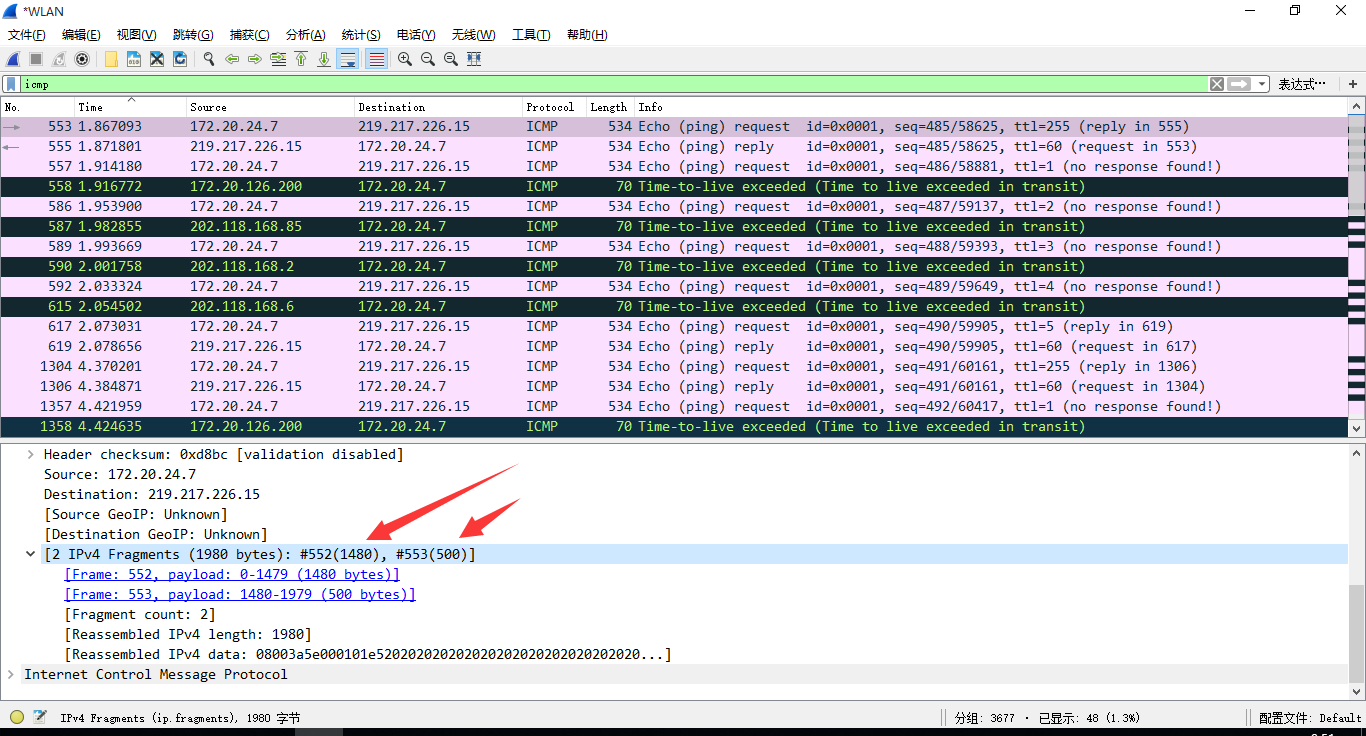 *WLAN
文件(F) 编辑(E) 视图(V) 跳转(G) 捕获(C) 分析(A) 统计(S) 电话(Y) 无线(W) 工具(T) 帮助(H)
icmp 表达式…
No. Time Source Destination Protocol Length Info
553 1.867093 172.20.24.7 219.217.226.15 ICMP 534 Echo (ping) request id=0x0001, seq=485/58625, ttl=255 (reply in 555)
555 1.871801 219.217.226.15 172.20.24.7 ICMP 534 Echo (ping) reply id=0x0001, seq=485/58625, ttl=60 (request in 553)
557 1.914180 172.20.24.7 219.217.226.15 ICMP 534 Echo (ping) request id=0x0001, seq=486/58881, ttl=1 (no response found!)
558 1.916772 172.20.126.200 172.20.24.7 ICMP 70 Time-to-live exceeded (Time to live exceeded in transit)
586 1.953900 172.20.24.7 219.217.226.15 ICMP 534 Echo (ping) request id=0x0001, seq=487/59137, ttl=2 (no response found!)
587 1.982855 202.118.168.85 172.20.24.7 ICMP 70 Time-to-live exceeded (Time to live exceeded in transit)
589 1.993669 172.20.24.7 219.217.226.15 ICMP 534 Echo (ping) request id=0x0001, seq=488/59393, ttl=3 (no response found!)
590 2.001758 202.118.168.2 172.20.24.7 ICMP 70 Time-to-live exceeded (Time to live exceeded in transit)
592 2.033324 172.20.24.7 219.217.226.15 ICMP 534 Echo (ping) request id=0x0001, seq=489/59649, ttl=4 (no response found!)
615 2.054502 202.118.168.6 172.20.24.7 ICMP 70 Time-to-live exceeded (Time to live exceeded in transit)
617 2.073031 172.20.24.7 219.217.226.15 ICMP 534 Echo (ping) request id=0x0001, seq=490/59905, ttl=5 (reply in 619)
619 2.078656 219.217.226.15 172.20.24.7 ICMP 534 Echo (ping) reply id=0x0001, seq=490/59905, ttl=60 (request in 617)
1304 4.370201 172.20.24.7 219.217.226.15 ICMP 534 Echo (ping) request id=0x0001, seq=491/60161, ttl=255 (reply in 1306)
1306 4.384871 219.217.226.15 172.20.24.7 ICMP 534 Echo (ping) reply id=0x0001, seq=491/60161, ttl=60 (request in 1304)
1357 4.421959 172.20.24.7 219.217.226.15 ICMP 534 Echo (ping) request id=0x0001, seq=492/60417, ttl=1 (no response found!)
1358 4.424635 172.20.126.200 172.20.24.7 ICMP 70 Time-to-live exceeded (Time to live exceeded in transit)
Header checksum: 0xd8bc [validation disabled]
Source: 172.20.24.7
Destination: 219.217.226.15
[Source GeoIP: Unknown]
[Destination GeoIP: Unknown]
[2 IPv4 Fragments (1980 bytes): #552(1480), #553(500)]
[Frame: 552, payload: 0-1479 (1480 bytes)]
[Frame: 553, payload: 1480-1979 (500 bytes)]
[Fragment count: 2]
[Reassembled IPv4 length: 1980]
[Reassembled IPv4 data: 08003a5e000101e520202020202020202020202020202020...]
Internet Control Message Protocol
IPv4 Fragments (ip.fragments), 1980 字节 分组: 3677 · 已显示: 48 (1.3%) 配置文件: Default